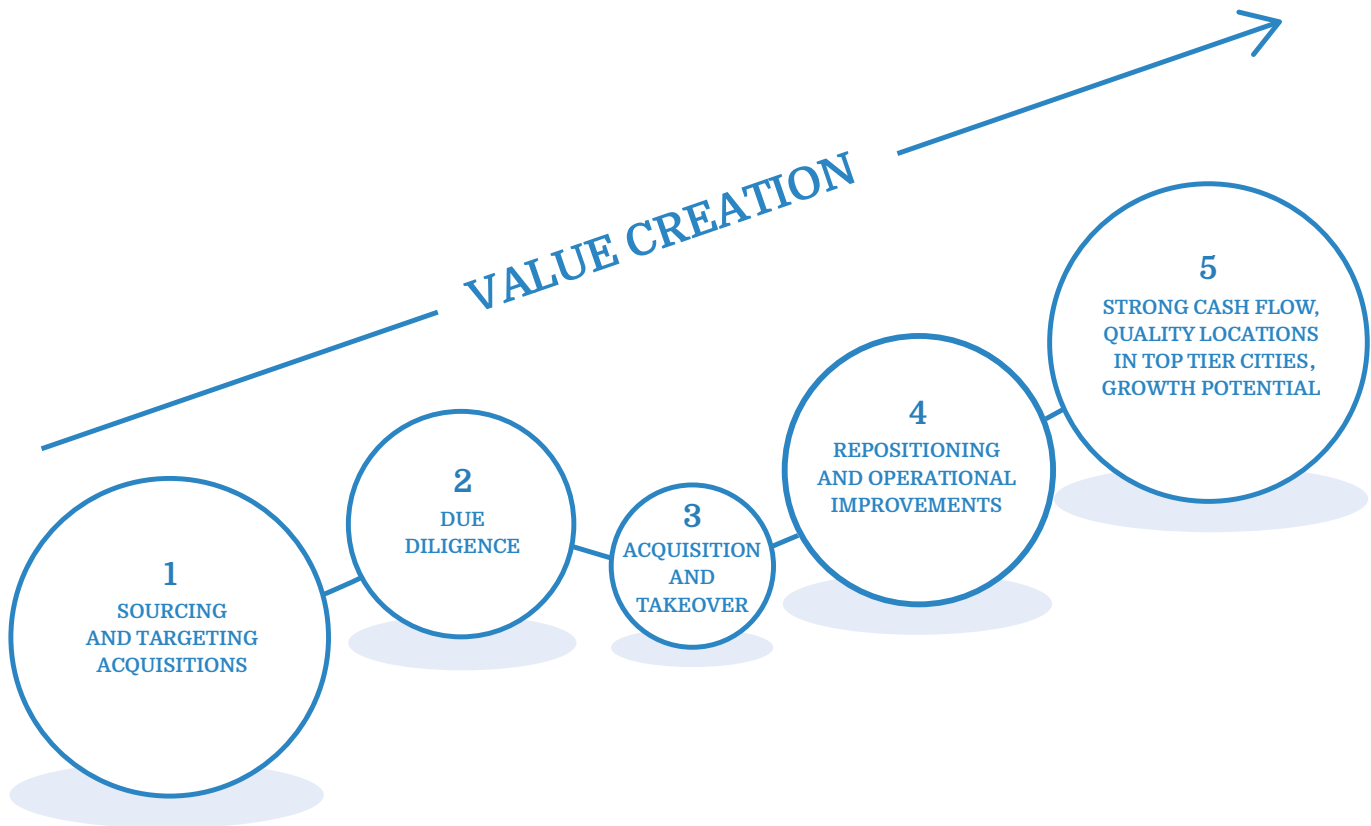 VALUE CREATION
1
SOURCING
AND TARGETING
ACQUISITIONS
2
DUE
DILIGENCE
3
ACQUISITION
AND
TAKEOVER
4
REPOSITIONING
AND OPERATIONAL
IMPROVEMENTS
5
STRONG CASH FLOW,
QUALITY LOCATIONS
IN TOP TIER CITIES,
GROWTH POTENTIAL